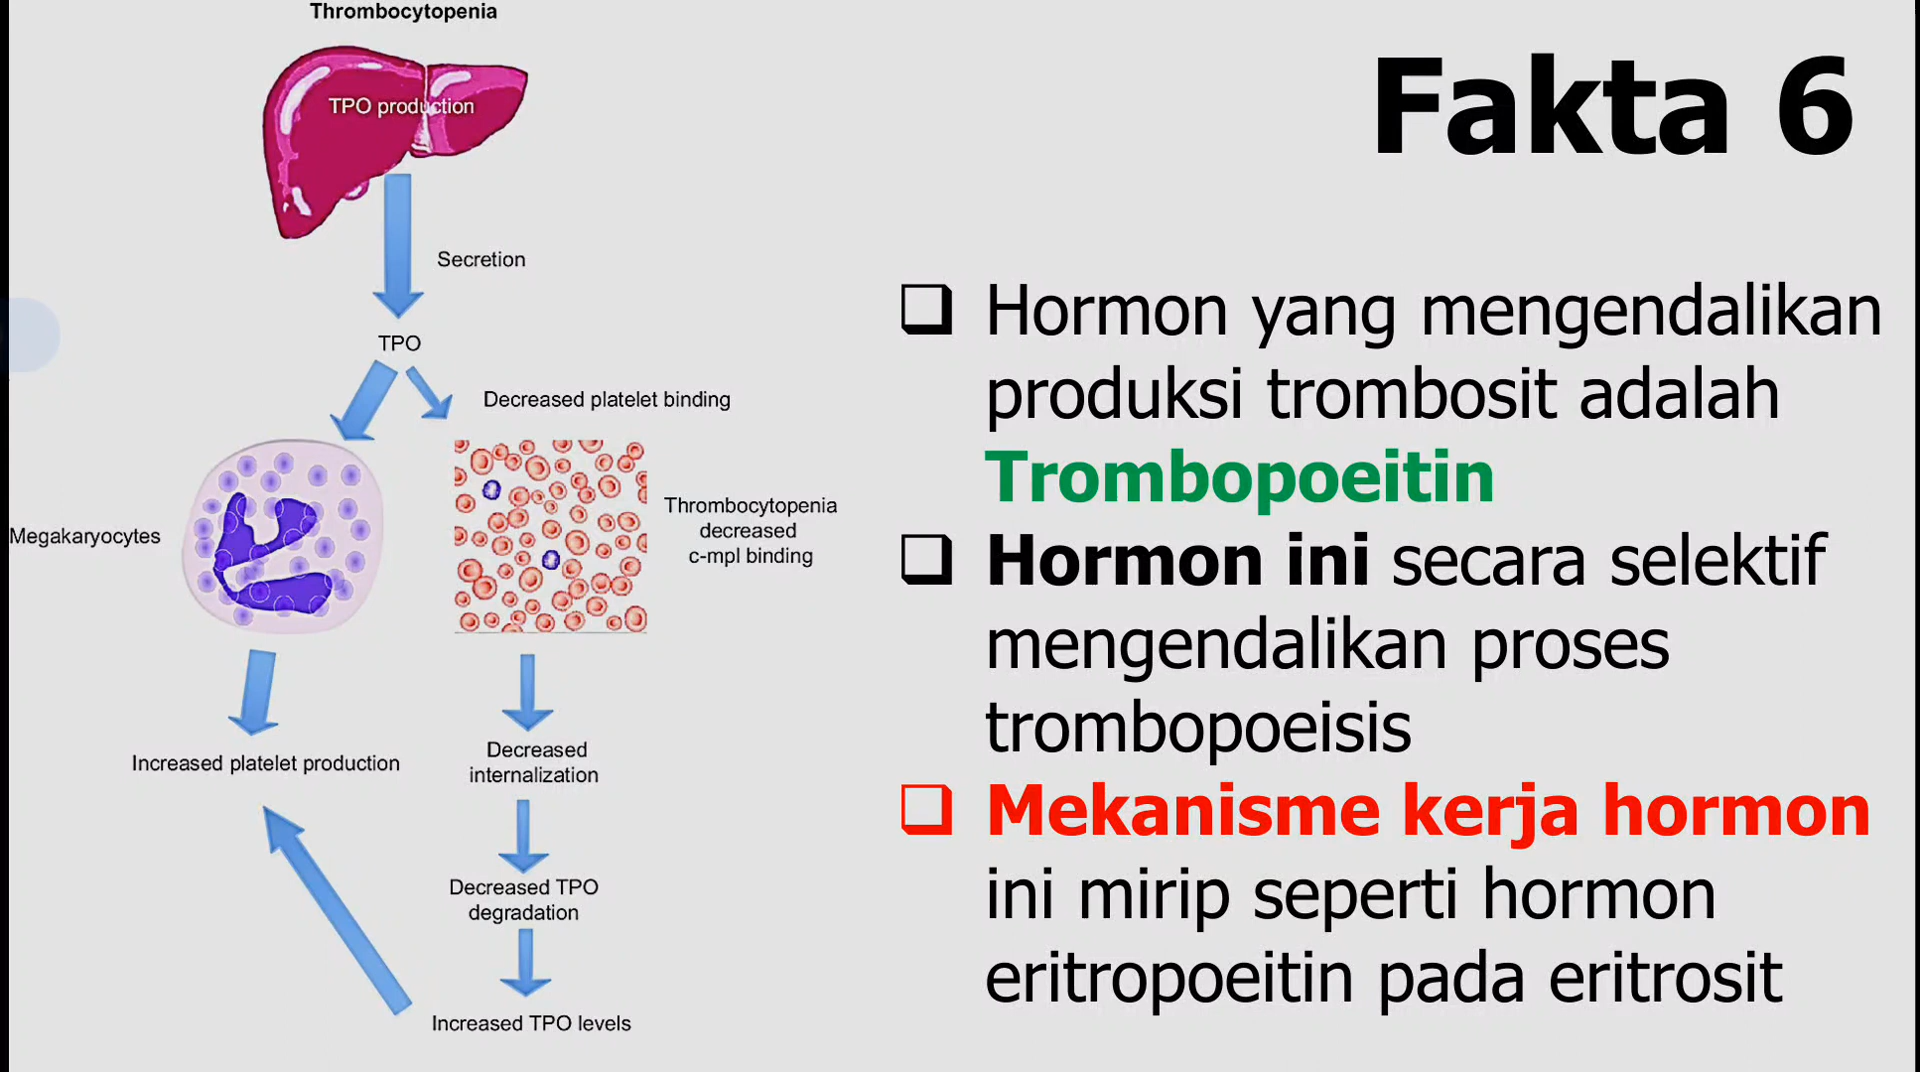 Thrombocytopenia
TPO production
Secretion
TPO
Decreased platelet binding
Megakaryocytes
Thrombocytopenia
decreased
c-mpl binding
Increased platelet production
Decreased
internalization
Decreased TPO
degradation
Increased TPO levels
Fakta 6
❑ Hormon yang mengendalikan
produksi trombosit adalah
Trombopoeitin
❑ Hormon ini secara selektif
mengendalikan proses
trombopoeisis
❑ Mekanisme kerja hormon
ini mirip seperti hormon
eritropoeitin pada eritrosit